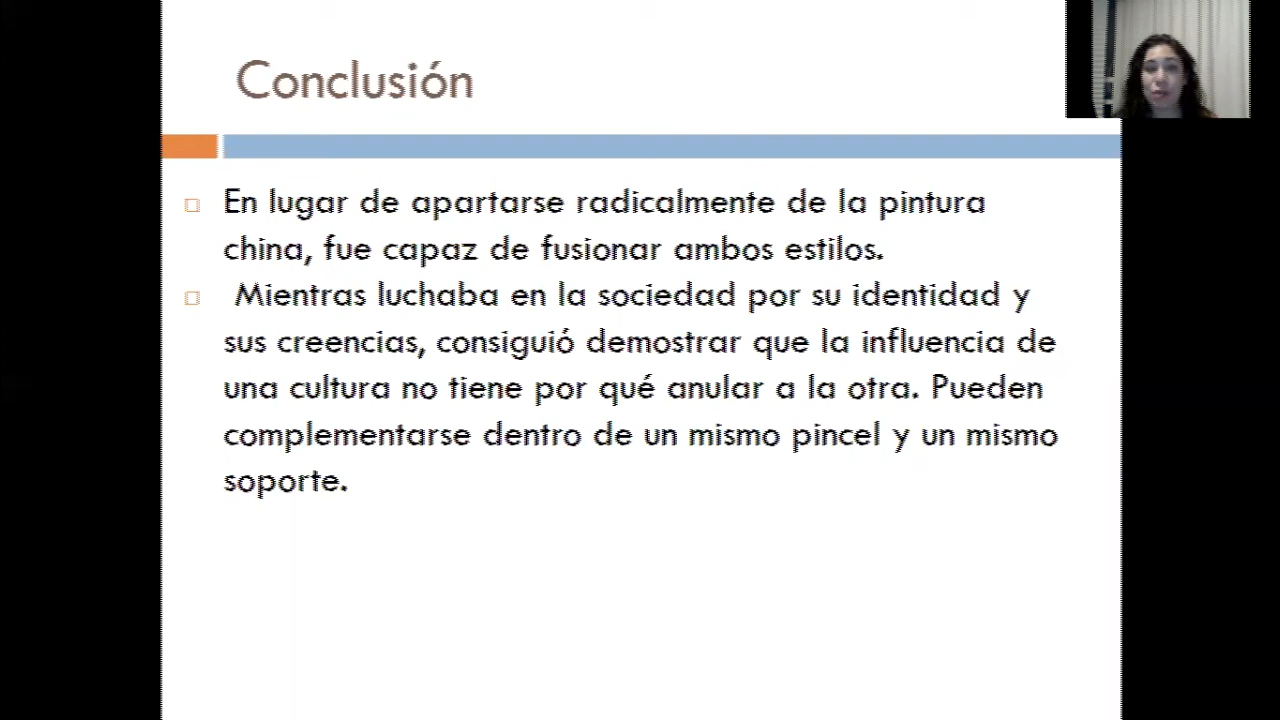 Conclusión
En lugar de apartarse radicalmente de la pintura
china, fue capaz de fusionar ambos estilos.
Mientras luchaba en la sociedad por su identidad y
sus creencias, consiguió demostrar que la influencia de
una cultura no tiene por qué anular a la otra. Pueden
complementarse dentro de un mismo pincel y un mismo
soporte.